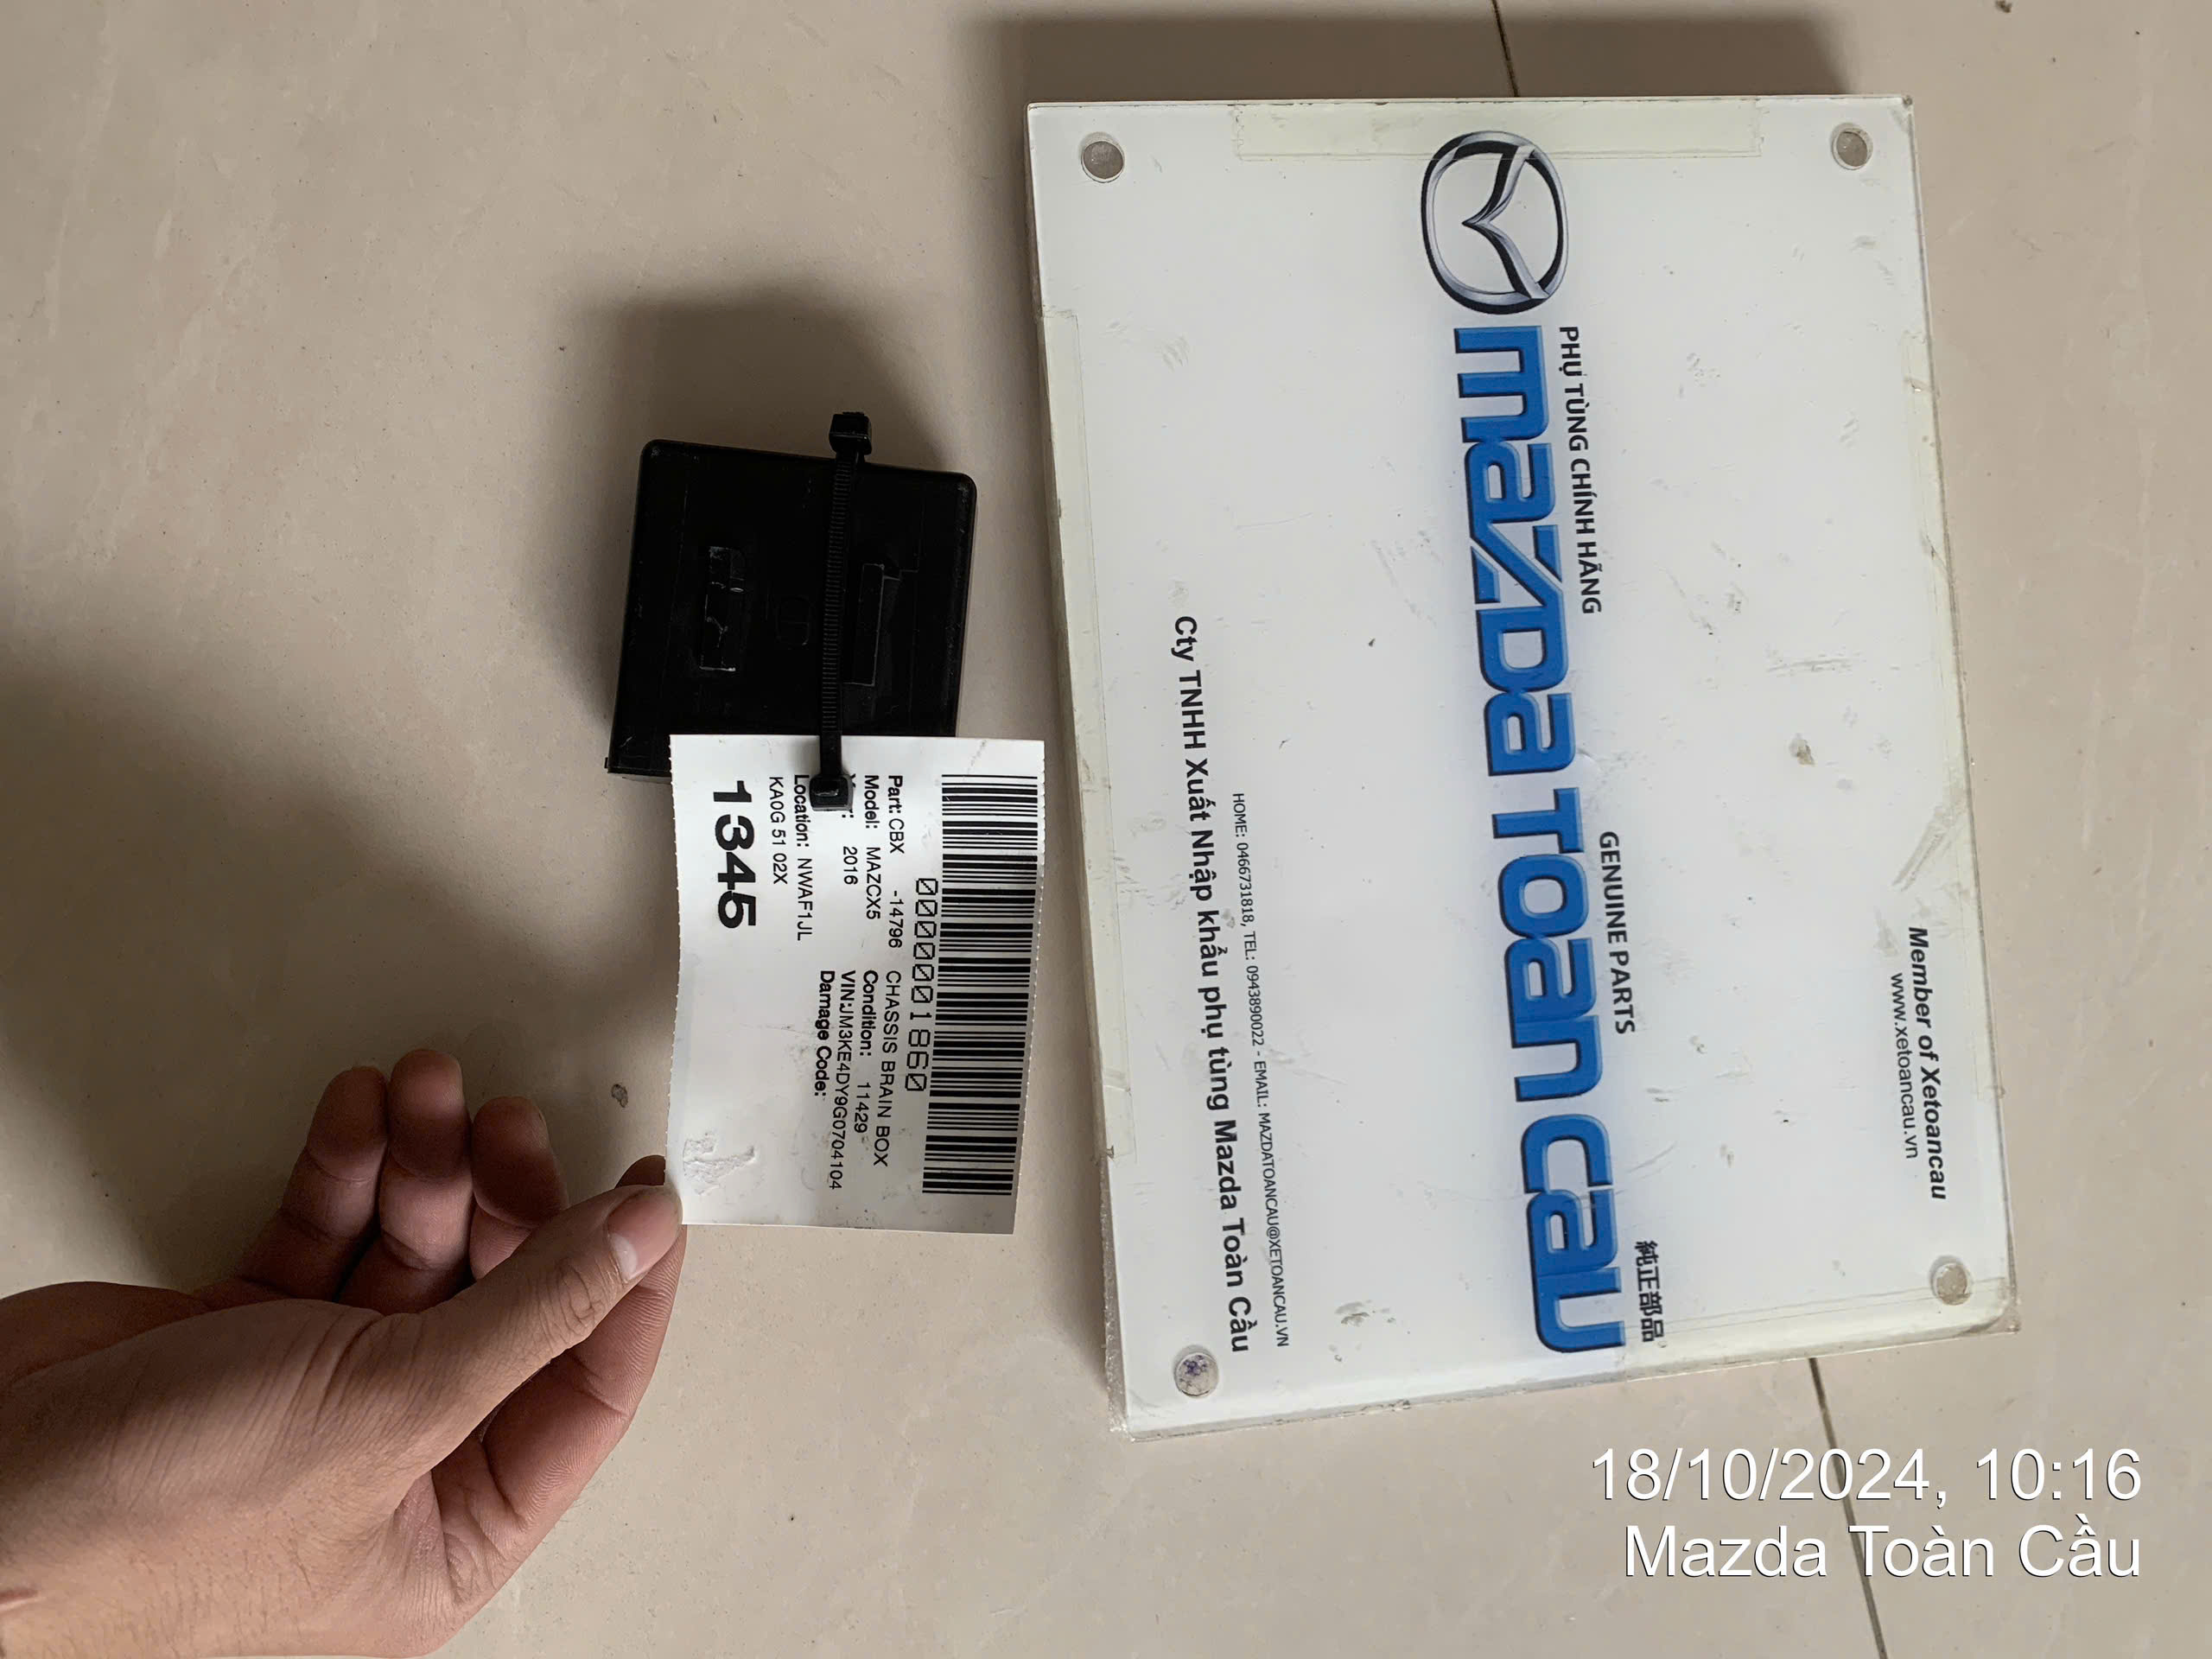 PHỤ TÙNG CHÍNH HÃNG
GENUINE PARTS
純正部品
mazda TOAN CAU
Member of Xetoancau
www.xetoancau.vn
HOME: 0466731818, TEL: 0943890022 - EMAIL: MAZDATOANCAU@XETOANCAU.VN
Cty TNHH Xuất Nhập khẩu phụ tùng Mazda Toàn Cầu
0000001860
Part: CBX -14796 CHASSIS BRAIN BOX
Model: MAZCX5 Condition: 11429
2016 VIN:JM3KE4DY9G0704104
Damage Code:
Location: NWAF1JL
KA0G 51 02X
1345
18/10/2024, 10:16
Mazda Toàn Cầu